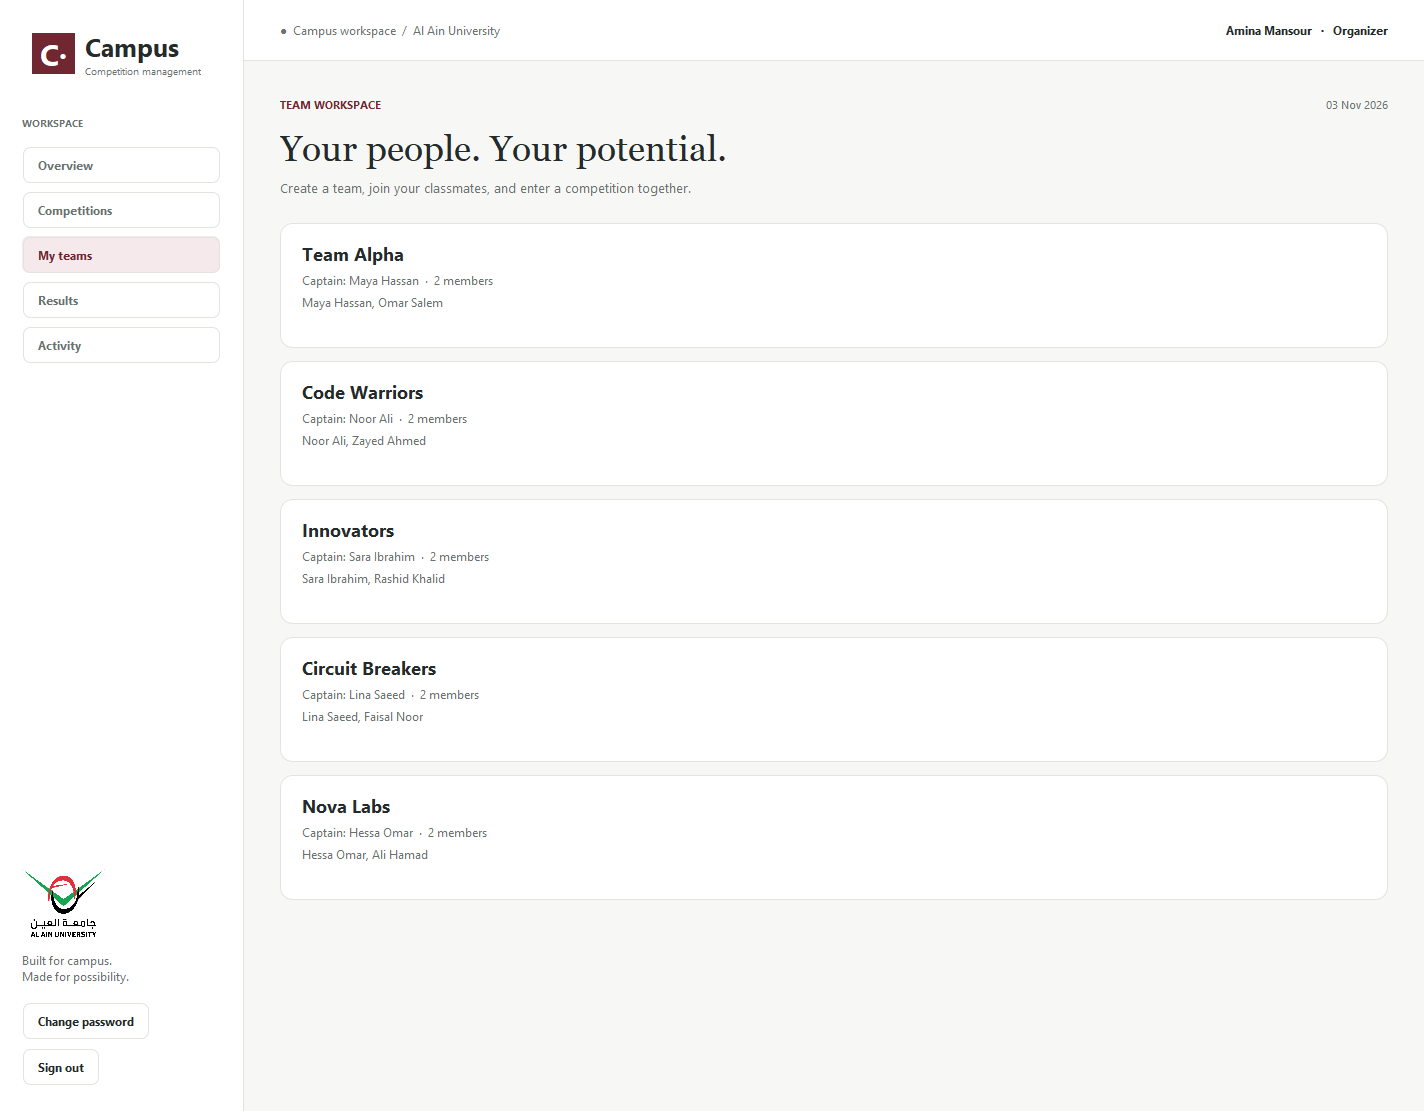 C.
Campus
Competition management
WORKSPACE
Overview
Competitions
My teams
Results
Activity
جامعة العين
AL AIN UNIVERSITY
Built for campus.
Made for possibility.
Change password
Sign out
● Campus workspace / Al Ain University
Amina Mansour · Organizer
TEAM WORKSPACE
03 Nov 2026
Your people. Your potential.
Create a team, join your classmates, and enter a competition together.
Team Alpha
Captain: Maya Hassan · 2 members
Maya Hassan, Omar Salem
Code Warriors
Captain: Noor Ali · 2 members
Noor Ali, Zayed Ahmed
Innovators
Captain: Sara Ibrahim · 2 members
Sara Ibrahim, Rashid Khalid
Circuit Breakers
Captain: Lina Saeed · 2 members
Lina Saeed, Faisal Noor
Nova Labs
Captain: Hessa Omar · 2 members
Hessa Omar, Ali Hamad